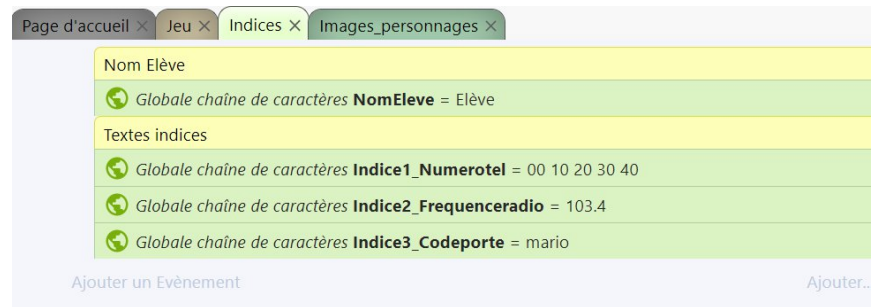 Page d'accueil × Jeu × Indices × Images_personnages ×
Nom Elève
Globale chaîne de caractères NomEleve = Elève
Textes indices
Globale chaîne de caractères Indice1_Numerotel = 00 10 20 30 40
Globale chaîne de caractères Indice2_Frequenceradio = 103.4
Globale chaîne de caractères Indice3_Codeporte = mario
Ajouter un Evènement Ajouter...